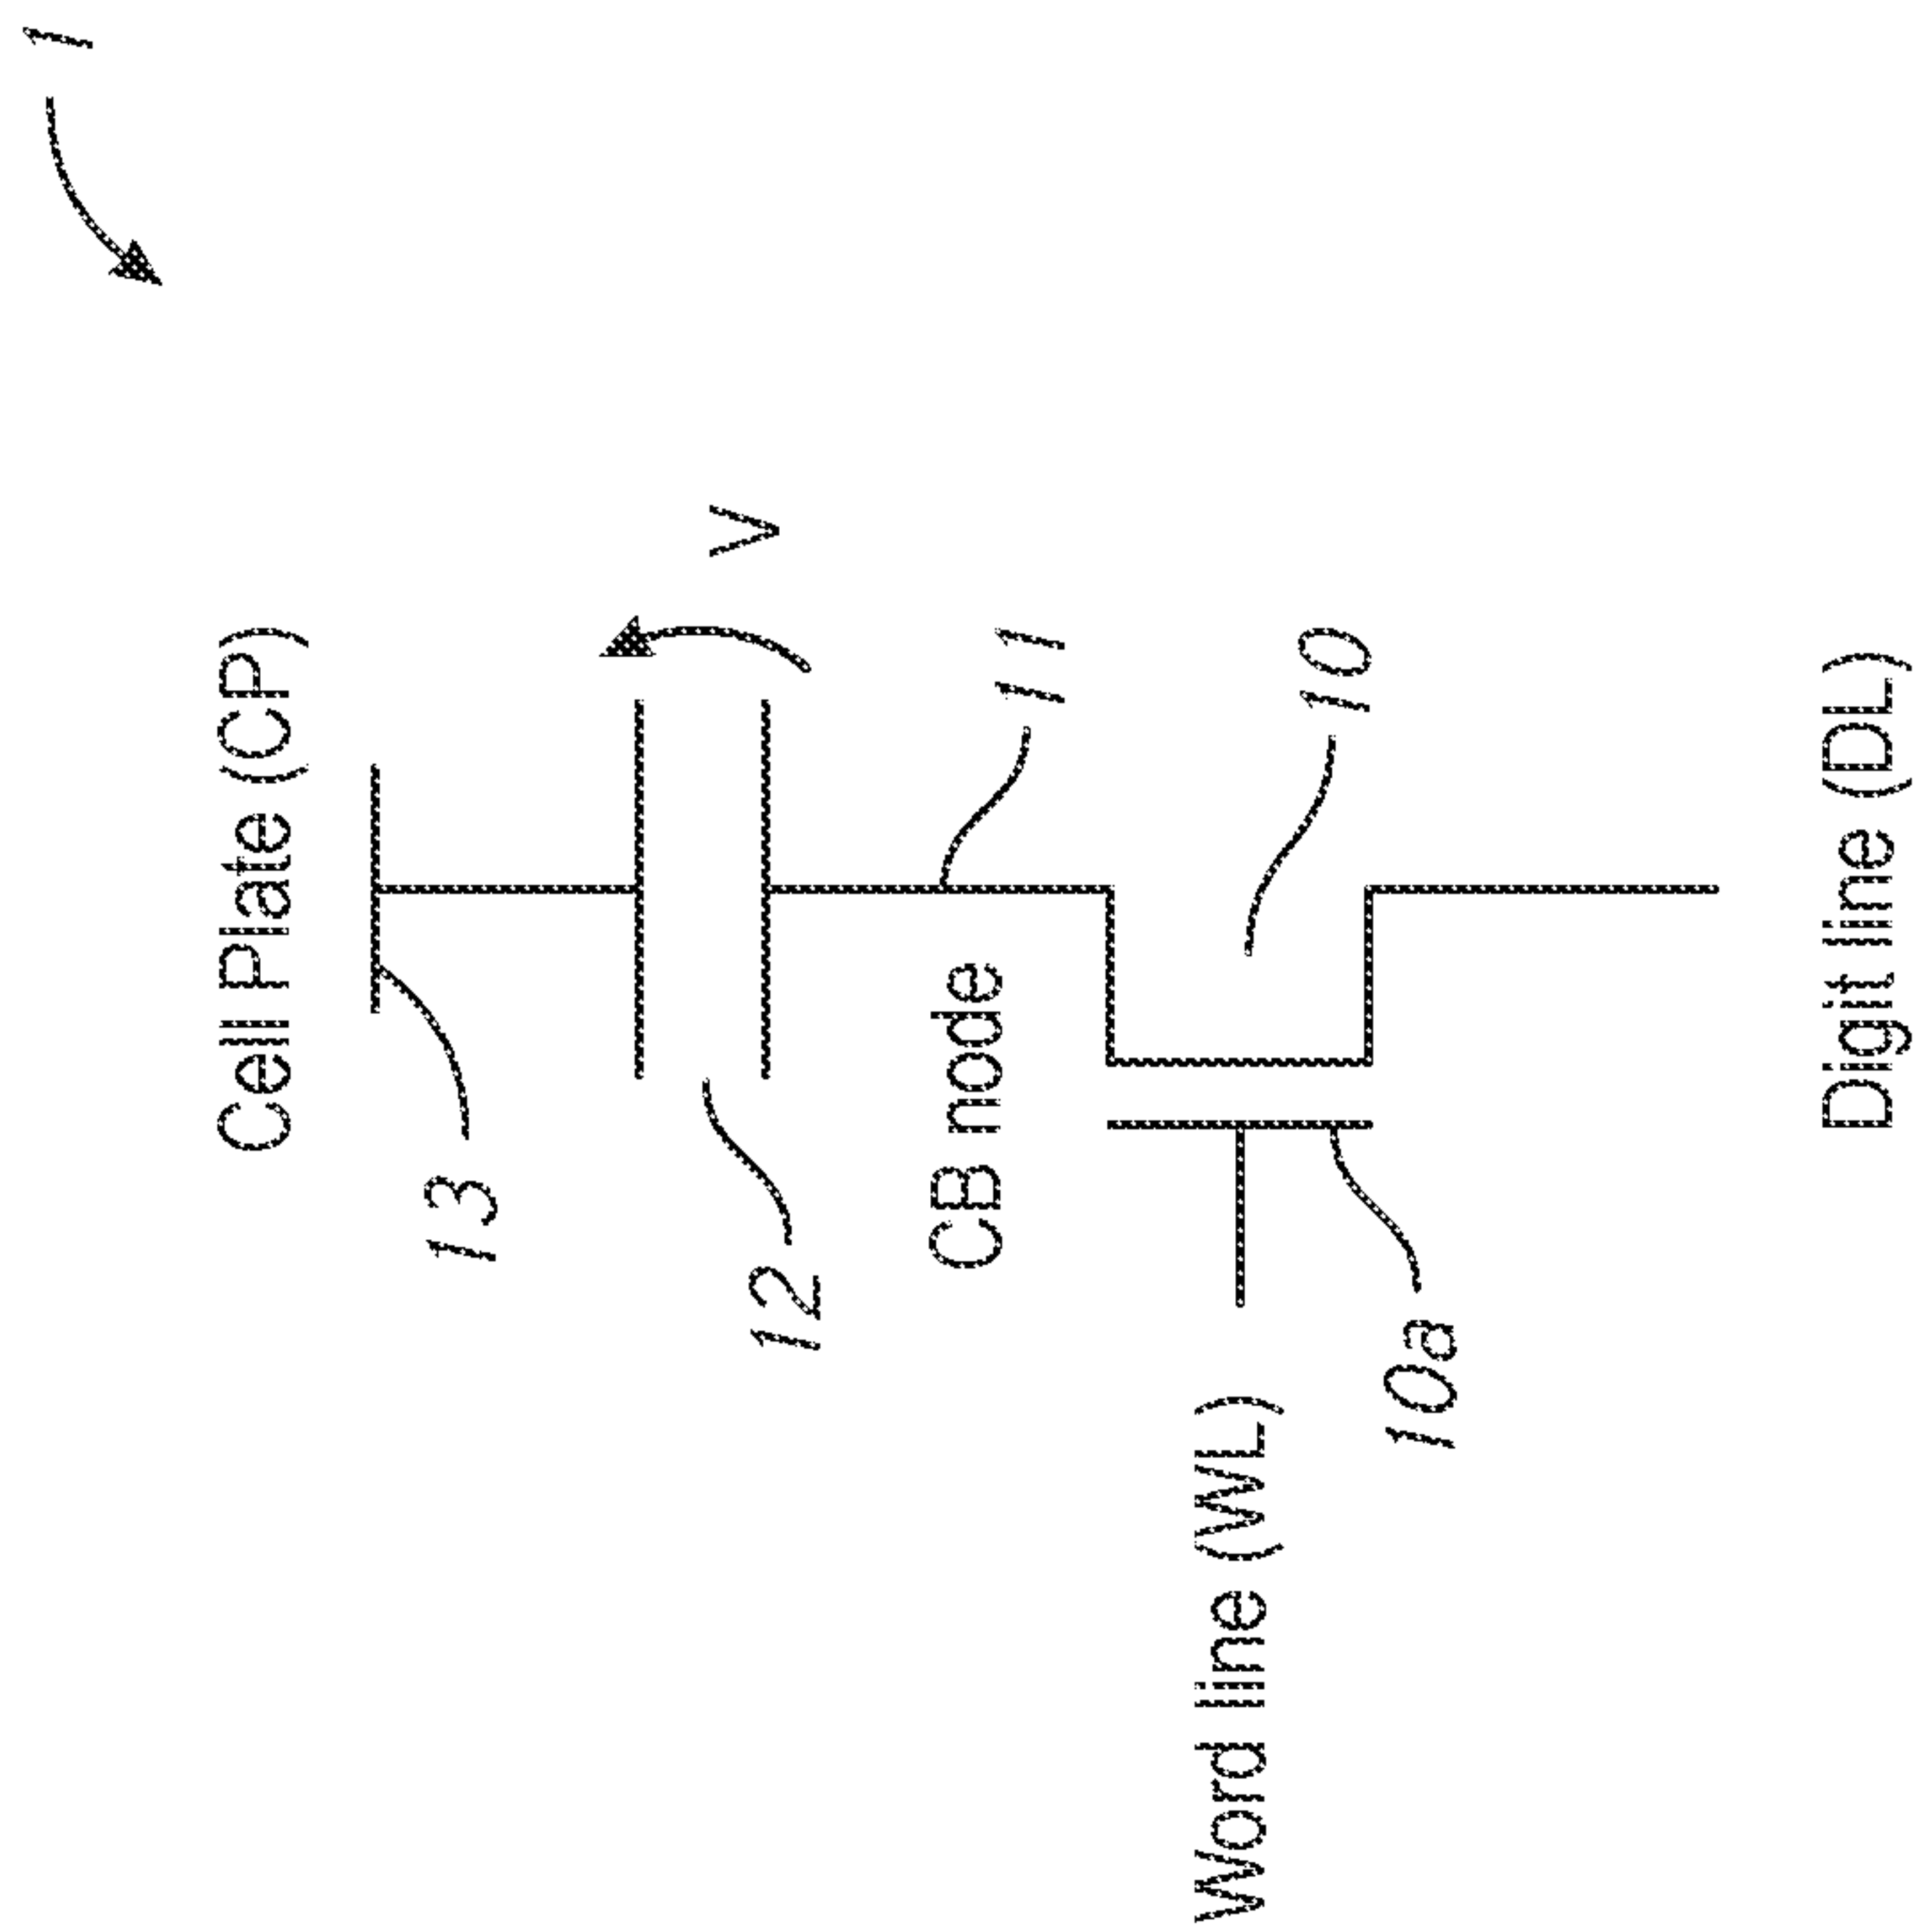 1
Cell Plate (CP)
13
V
12
11
CB node
10
Word line (WL)
10a
Digit line (DL)